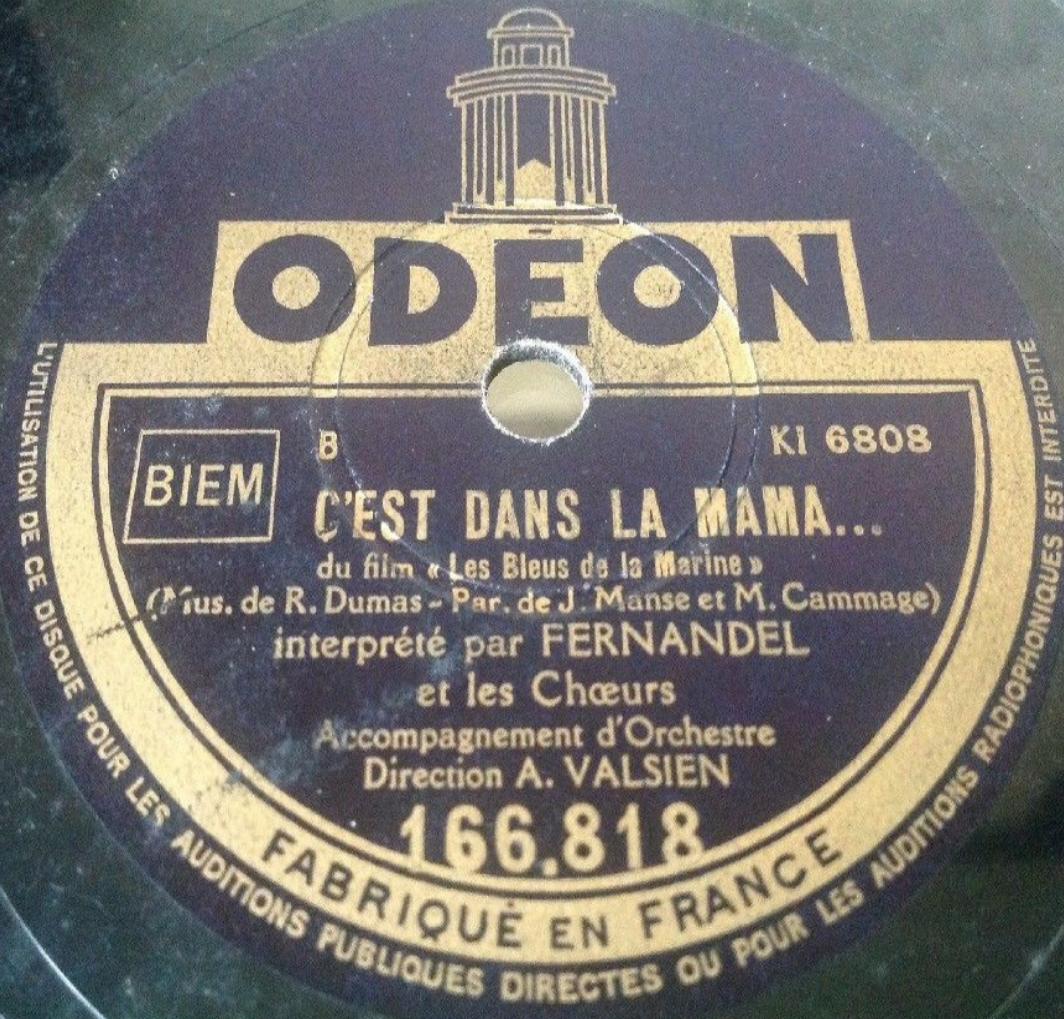 ODÉON
BIEM
B
KI 6808
C'EST DANS LA MAMA...
du film « Les Bleus de la Marine »
(Mus. de R. Dumas - Par. de J. Manse et M. Cammage)
interprété par FERNANDEL
et les Chœurs
Accompagnement d'Orchestre
Direction A. VALSIEN
166.818
FABRIQUÉ EN FRANCE
L'UTILISATION DE CE DISQUE POUR LES AUDITIONS PUBLIQUES DIRECTES OU POUR LES AUDITIONS RADIOPHONIQUES EST INTERDITE